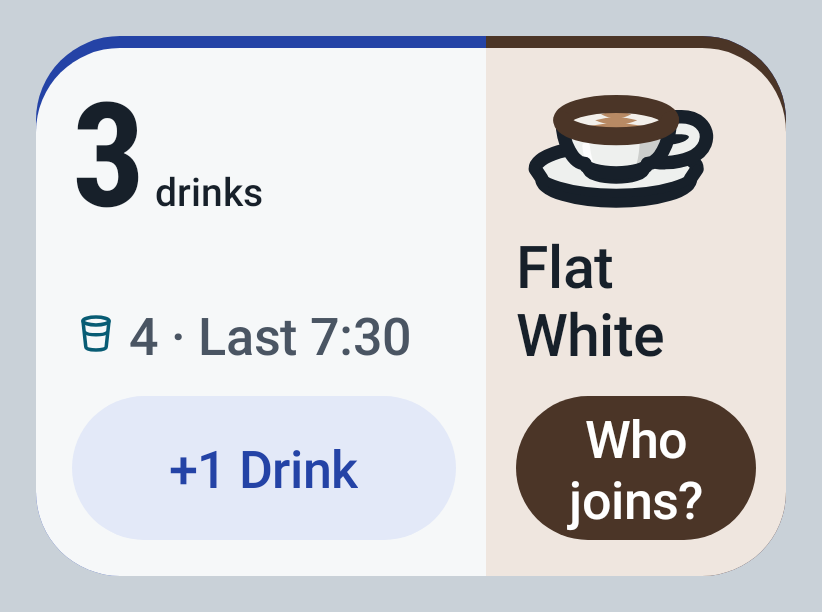 3 drinks
4 · Last 7:30
+1 Drink
Flat
White
Who
joins?